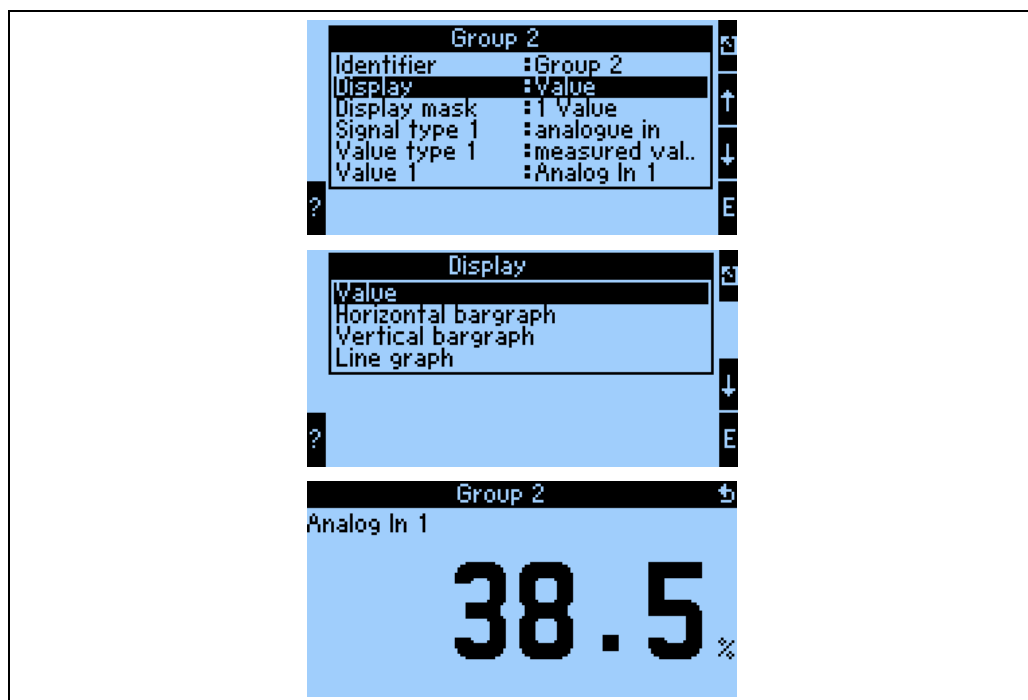 Group 2
Identifier :Group 2
Display :Value
Display mask :1 Value
Signal type 1 :analogue in
Value type 1 :measured val..
Value 1 :Analog In 1
? E
Display
Value
Horizontal bargraph
Vertical bargraph
Line graph
? E
Group 2
Analog In 1
38.5 %